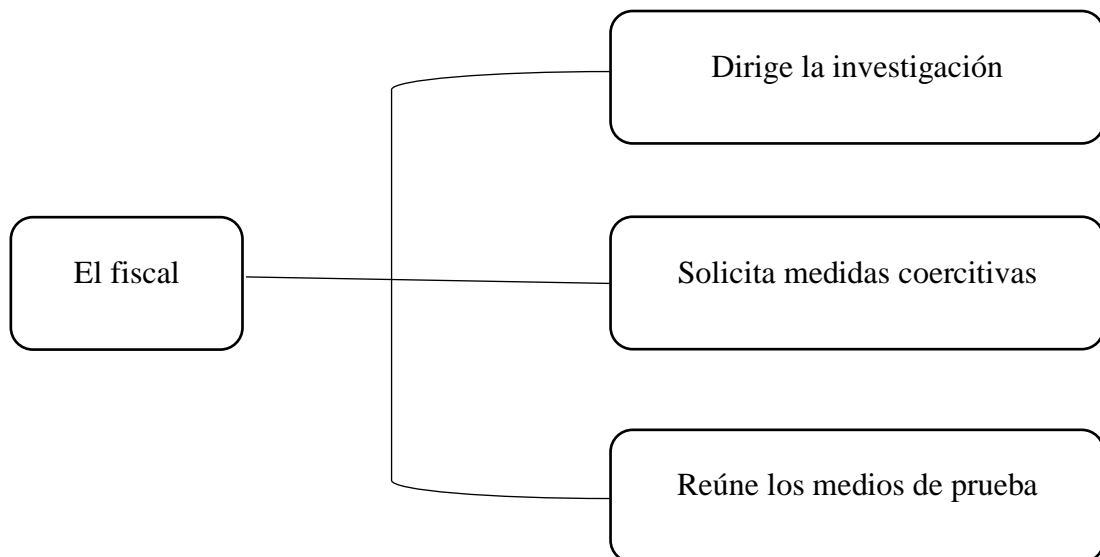 Dirige la investigación
El fiscal
Solicita medidas coercitivas
Reúne los medios de prueba